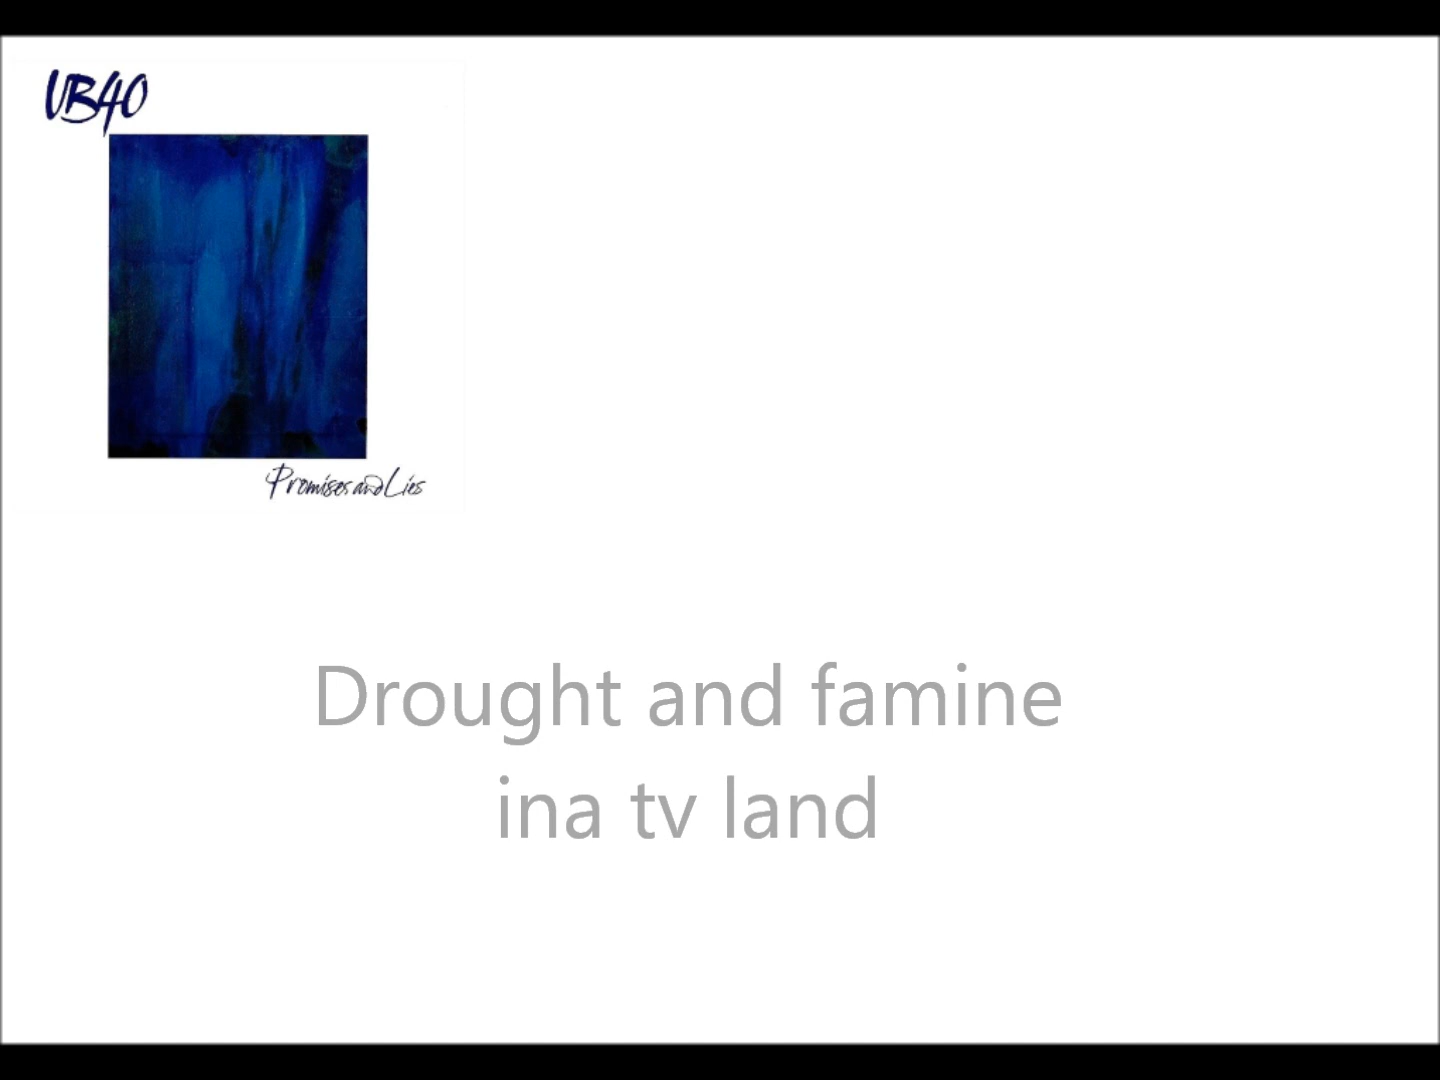 UB40
Promises and Lies
Drought and famine
ina tv land